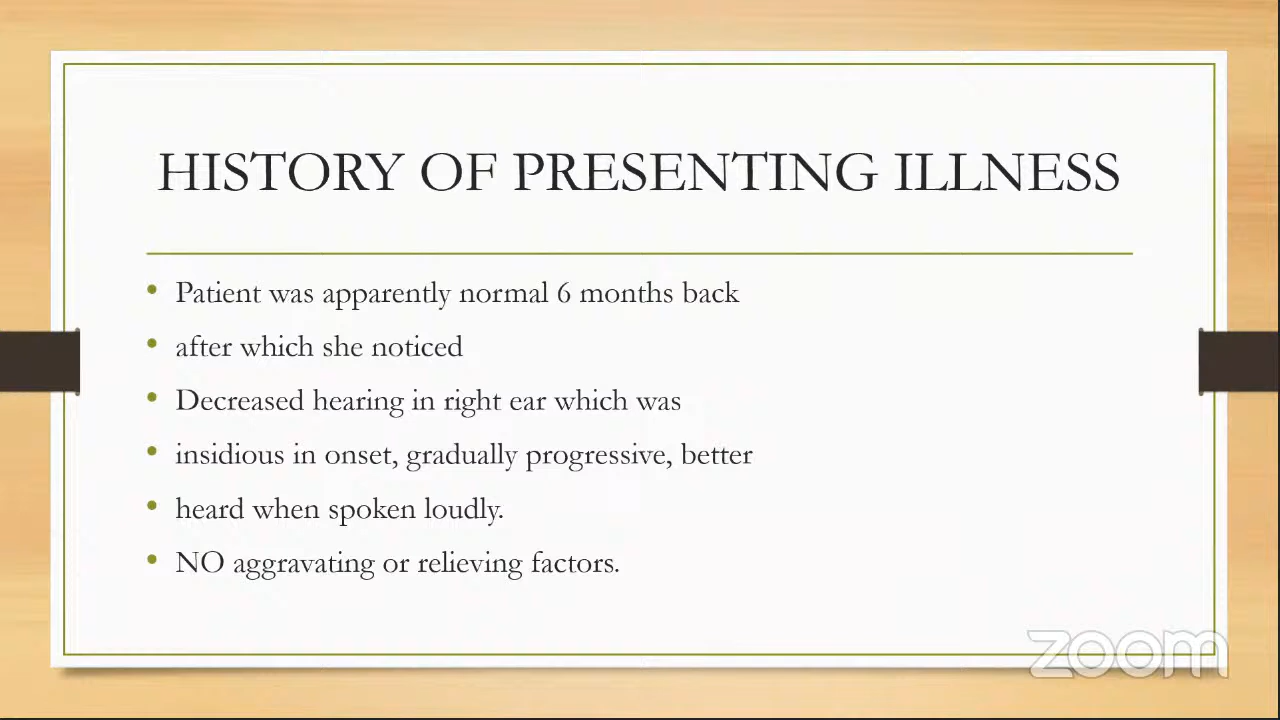 HISTORY OF PRESENTING ILLNESS
• Patient was apparently normal 6 months back
• after which she noticed
• Decreased hearing in right ear which was
• insidious in onset, gradually progressive, better
• heard when spoken loudly.
• NO aggravating or relieving factors.
zoom